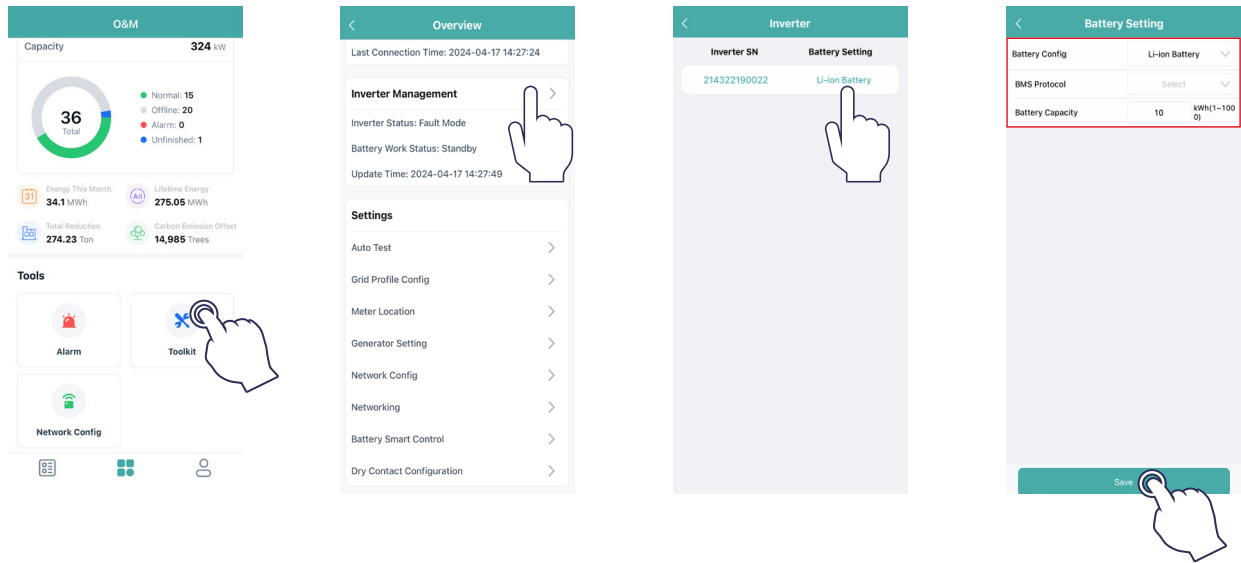 O&M
Capacity 324 kW
36
Total
Normal: 15
Offline: 20
Alarm: 0
Unfinished: 1
31
Energy This Month
34.1 MWh
All
Lifetime Energy
275.05 MWh
Total Reduction
274.23 Ton
Carbon Emission Offset
14,985 Trees
Tools
Alarm
Toolkit
Network Config
Overview
Last Connection Time: 2024-04-17 14:27:24
Inverter Management
Inverter Status: Fault Mode
Battery Work Status: Standby
Update Time: 2024-04-17 14:27:49
Settings
Auto Test
Grid Profile Config
Meter Location
Generator Setting
Network Config
Networking
Battery Smart Control
Dry Contact Configuration
Inverter
Inverter SN Battery Setting
214322190022 Li-ion Battery
Battery Setting
Battery Config Li-ion Battery
BMS Protocol Select
Battery Capacity 10 kWh(1~100
0)
Save